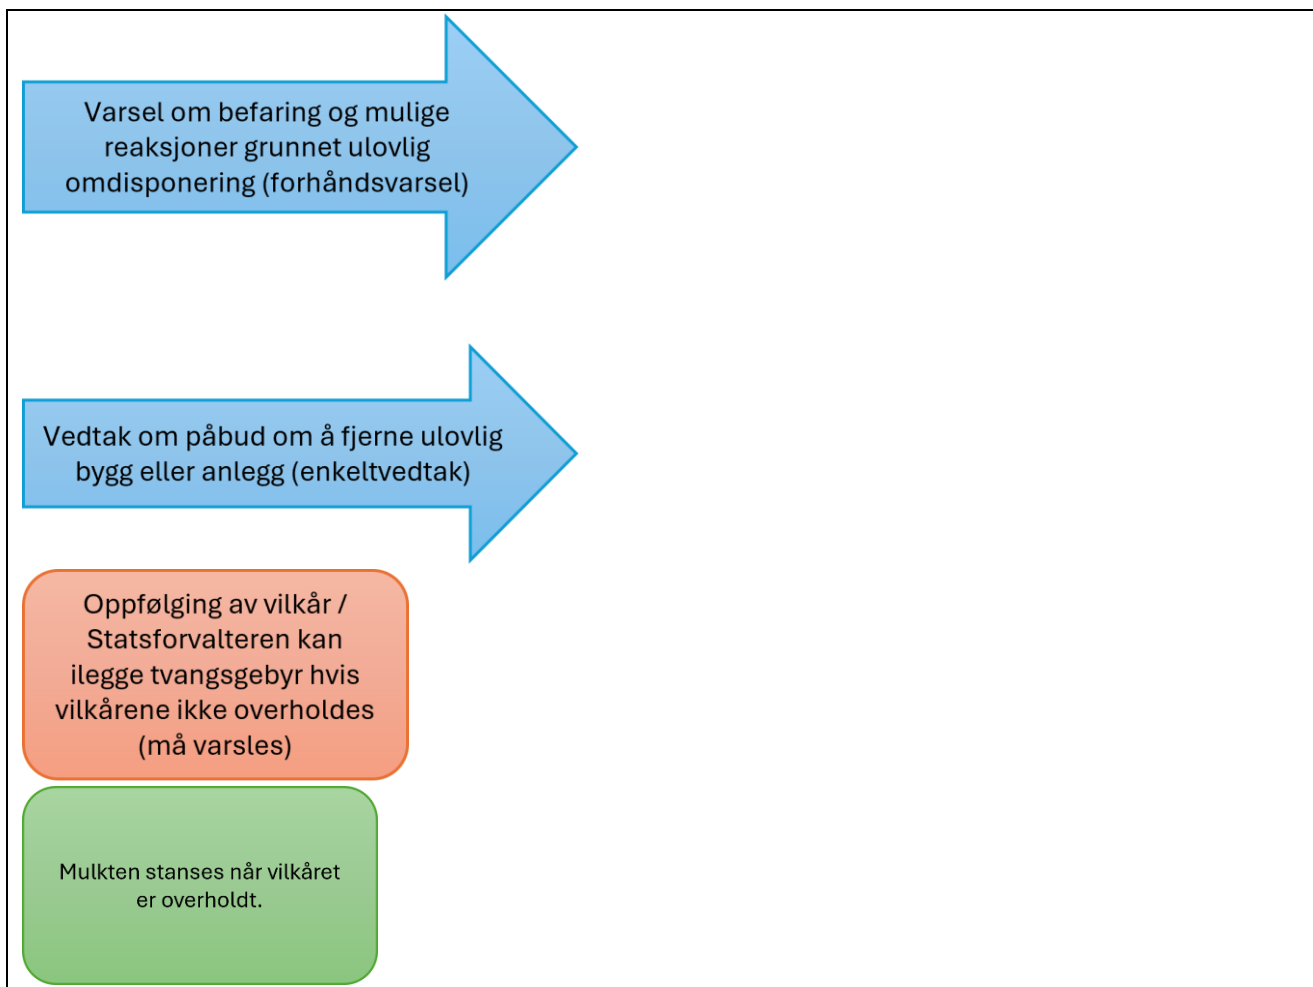 Varsel om befaring og mulige
reaksjoner grunnet ulovlig
omdisponering (forhåndsvarsel)
Vedtak om påbud om å fjerne ulovlig
bygg eller anlegg (enkeltvedtak)
Oppfølging av vilkår /
Statsforvalteren kan
ilegge tvangsgebyr hvis
vilkårene ikke overholdes
(må varsles)
Mulkten stanses når vilkåret
er overholdt.